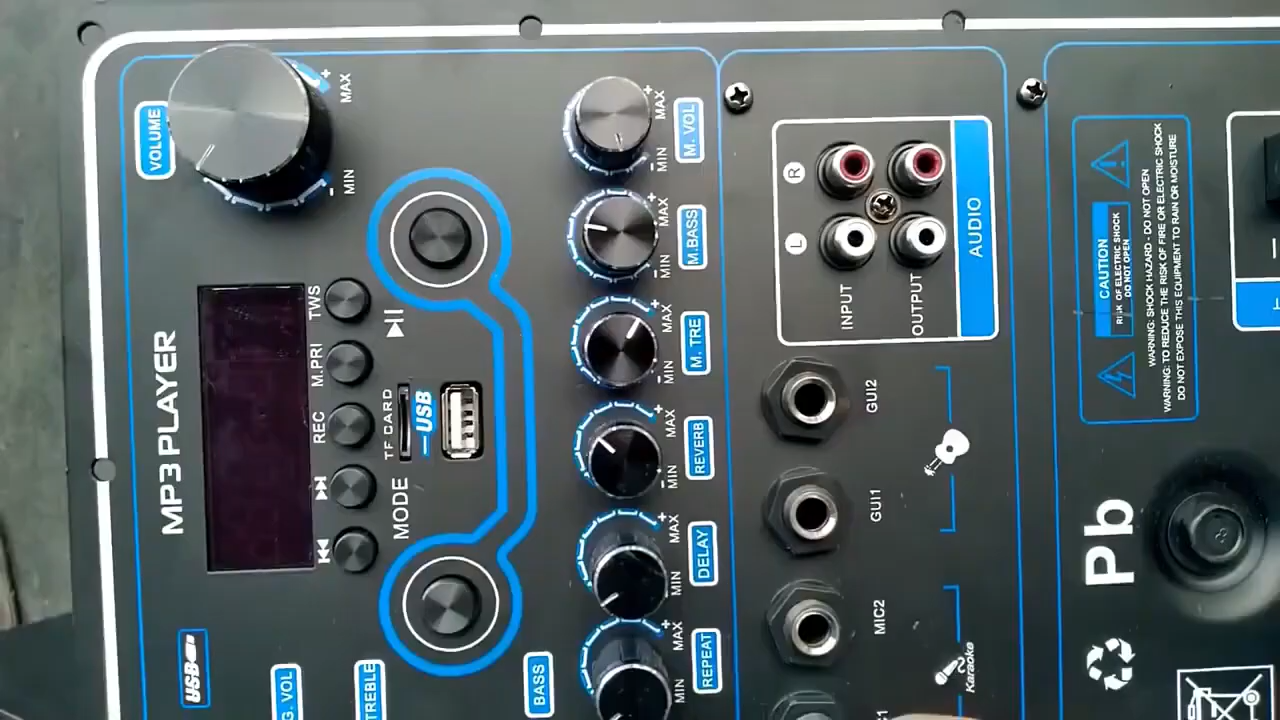 VOLUME
+ MAX
MIN
MP3 PLAYER
TWS
M.PRI
REC
TF CARD
USB
MODE
USB
G. VOL
TREBLE
BASS
+ MAX
- MIN
M. VOL
+ MAX
- MIN
M.BASS
+ MAX
- MIN
M. TRE
+ MAX
- MIN
REVERB
+ MAX
- MIN
DELAY
+ MAX
MIN
REPEAT
R
L
INPUT
OUTPUT
AUDIO
GUI2
GUI1
MIC2
Karaoke
CAUTION
RISK OF ELECTRIC SHOCK
DO NOT OPEN
WARNING: SHOCK HAZARD - DO NOT OPEN
WARNING: TO REDUCE THE RISK OF FIRE OR ELECTRIC SHOCK
DO NOT EXPOSE THIS EQUIPMENT TO RAIN OR MOISTURE
Pb